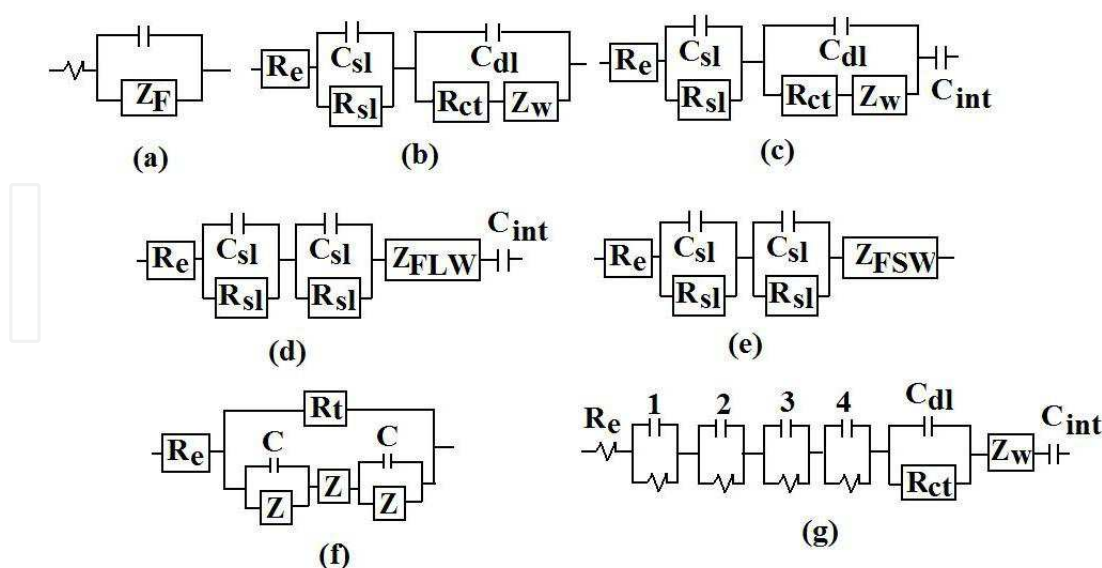 Z_F
(a)
R_e C_sl R_sl C_dl R_ct Z_w
(b)
R_e C_sl R_sl C_dl R_ct Z_w C_int
(c)
R_e C_sl R_sl C_sl R_sl Z_FLW C_int
(d)
R_e C_sl R_sl C_sl R_sl Z_FSW
(e)
R_e R_t C Z Z C Z
(f)
R_e 1 2 3 4 C_dl R_ct Z_w C_int
(g)